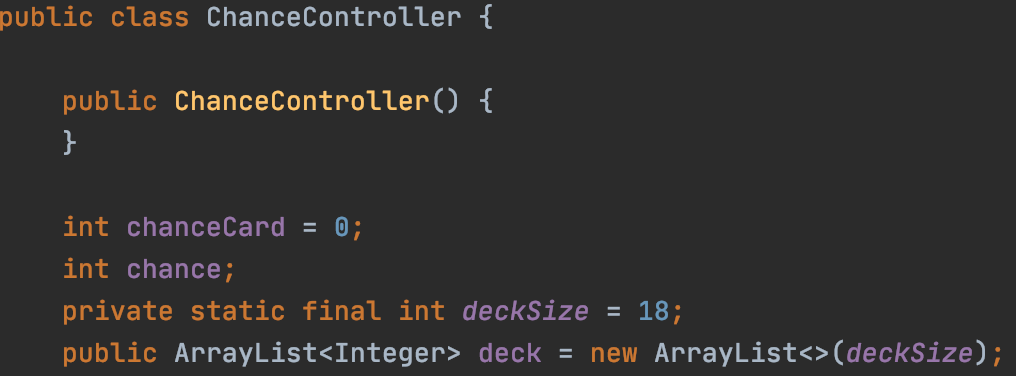 public class ChanceController {
public ChanceController() {
}
int chanceCard = 0;
int chance;
private static final int deckSize = 18;
public ArrayList<Integer> deck = new ArrayList<>(deckSize);